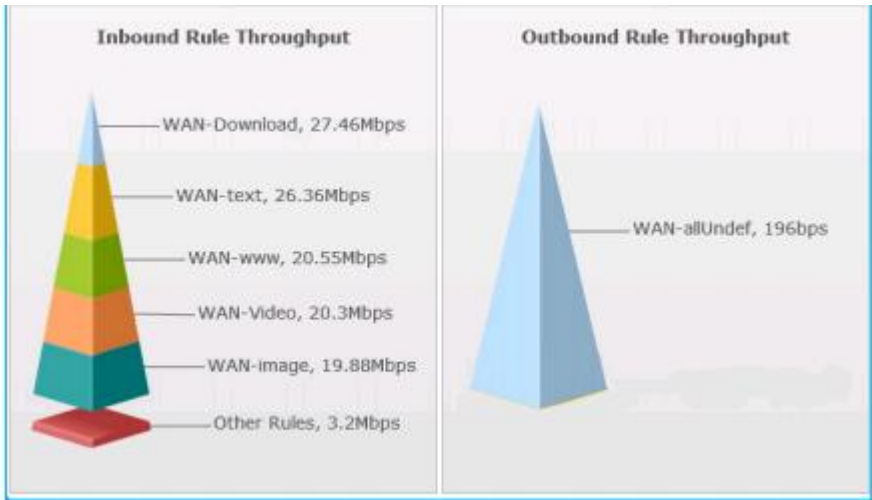 Inbound Rule Throughput
WAN-Download, 27.46Mbps
WAN-text, 26.36Mbps
WAN-www, 20.55Mbps
WAN-Video, 20.3Mbps
WAN-image, 19.88Mbps
Other Rules, 3.2Mbps
Outbound Rule Throughput
WAN-allUndef, 196bps